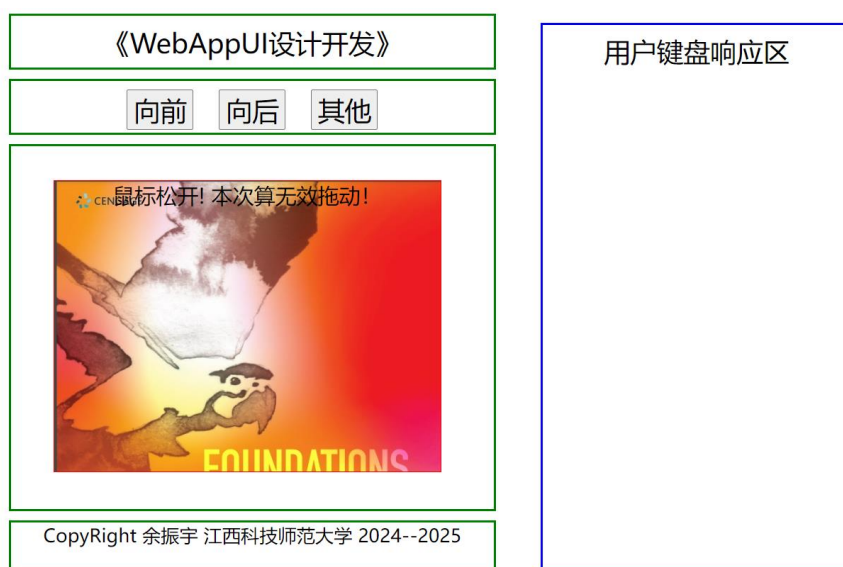 《WebAppUI设计开发》
用户键盘响应区
向前 向后 其他
鼠标松开! 本次算无效拖动!
FOUNDATIONS
CopyRight 余振宇 江西科技师范大学 2024--2025